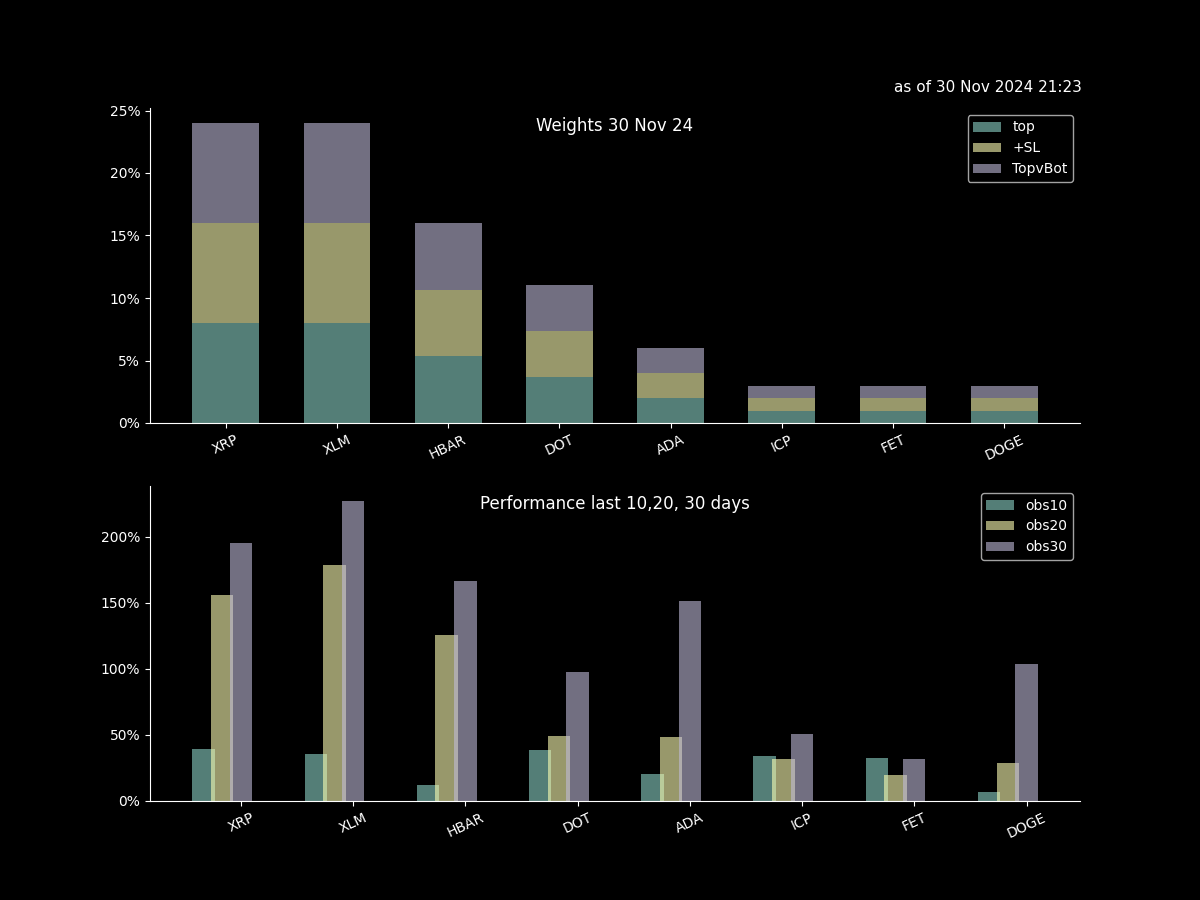 as of 30 Nov 2024 21:23
Weights 30 Nov 24
25%
20%
15%
10%
5%
0%
top
+SL
TopvBot
XRP XLM HBAR DOT ADA ICP FET DOGE
Performance last 10,20, 30 days
200%
150%
100%
50%
0%
obs10
obs20
obs30
XRP XLM HBAR DOT ADA ICP FET DOGE